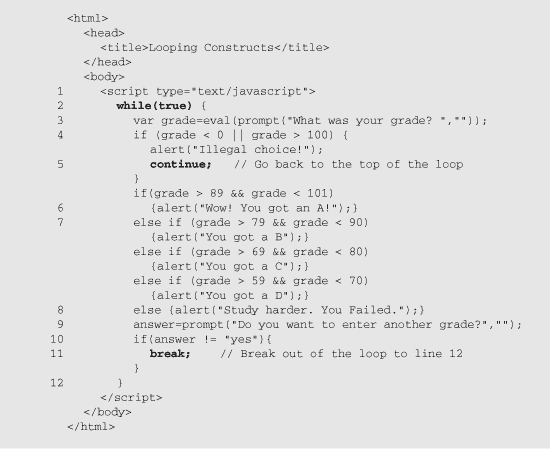 <html>
<head>
<title>Looping Constructs</title>
</head>
<body>
1 <script type="text/javascript">
2 while(true) {
3 var grade=eval(prompt("What was your grade? ",""));
4 if (grade < 0 || grade > 100) {
alert("Illegal choice!");
5 continue; // Go back to the top of the loop
}
if(grade > 89 && grade < 101)
6 {alert("Wow! You got an A!");}
7 else if (grade > 79 && grade < 90)
{alert("You got a B");}
else if (grade > 69 && grade < 80)
{alert("You got a C");}
else if (grade > 59 && grade < 70)
{alert("You got a D");}
8 else {alert("Study harder. You Failed.");}
9 answer=prompt("Do you want to enter another grade?","");
10 if(answer != "yes"){
11 break; // Break out of the loop to line 12
}
12 }
</script>
</body>
</html>